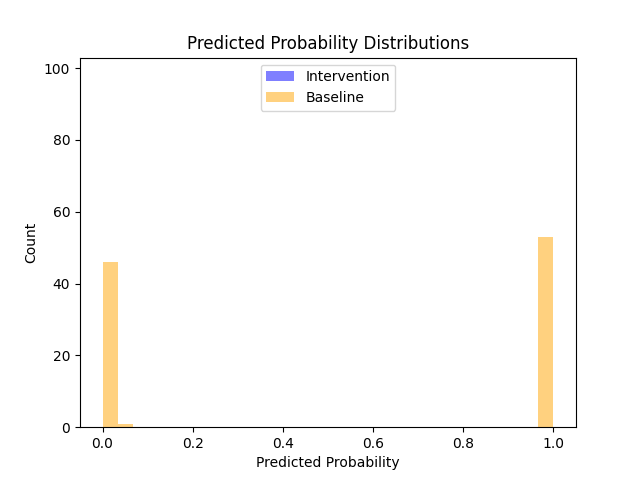 Predicted Probability Distributions
Intervention
Baseline
100
80
60
40
20
0
Count
0.0 0.2 0.4 0.6 0.8 1.0
Predicted Probability